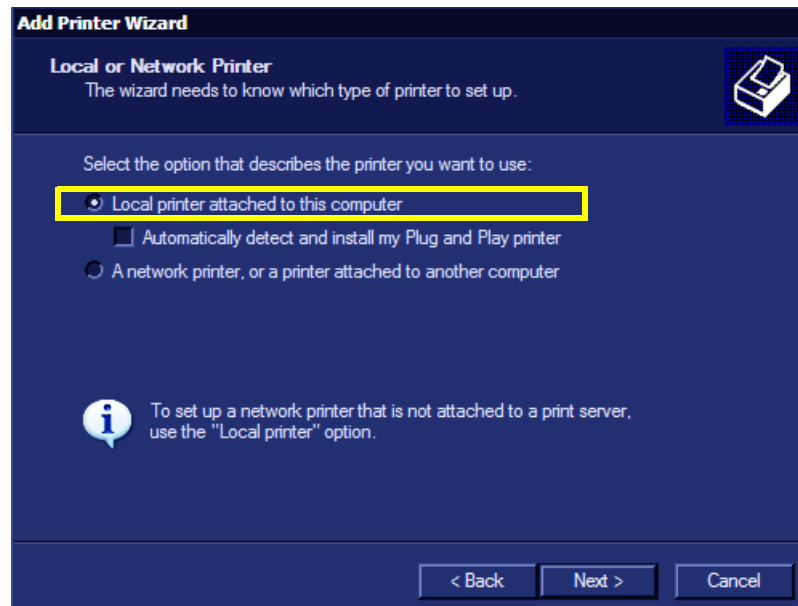 Add Printer Wizard
Local or Network Printer
The wizard needs to know which type of printer to set up.
Select the option that describes the printer you want to use:
Local printer attached to this computer
Automatically detect and install my Plug and Play printer
A network printer, or a printer attached to another computer
To set up a network printer that is not attached to a print server,
use the "Local printer" option.
< Back
Next >
Cancel